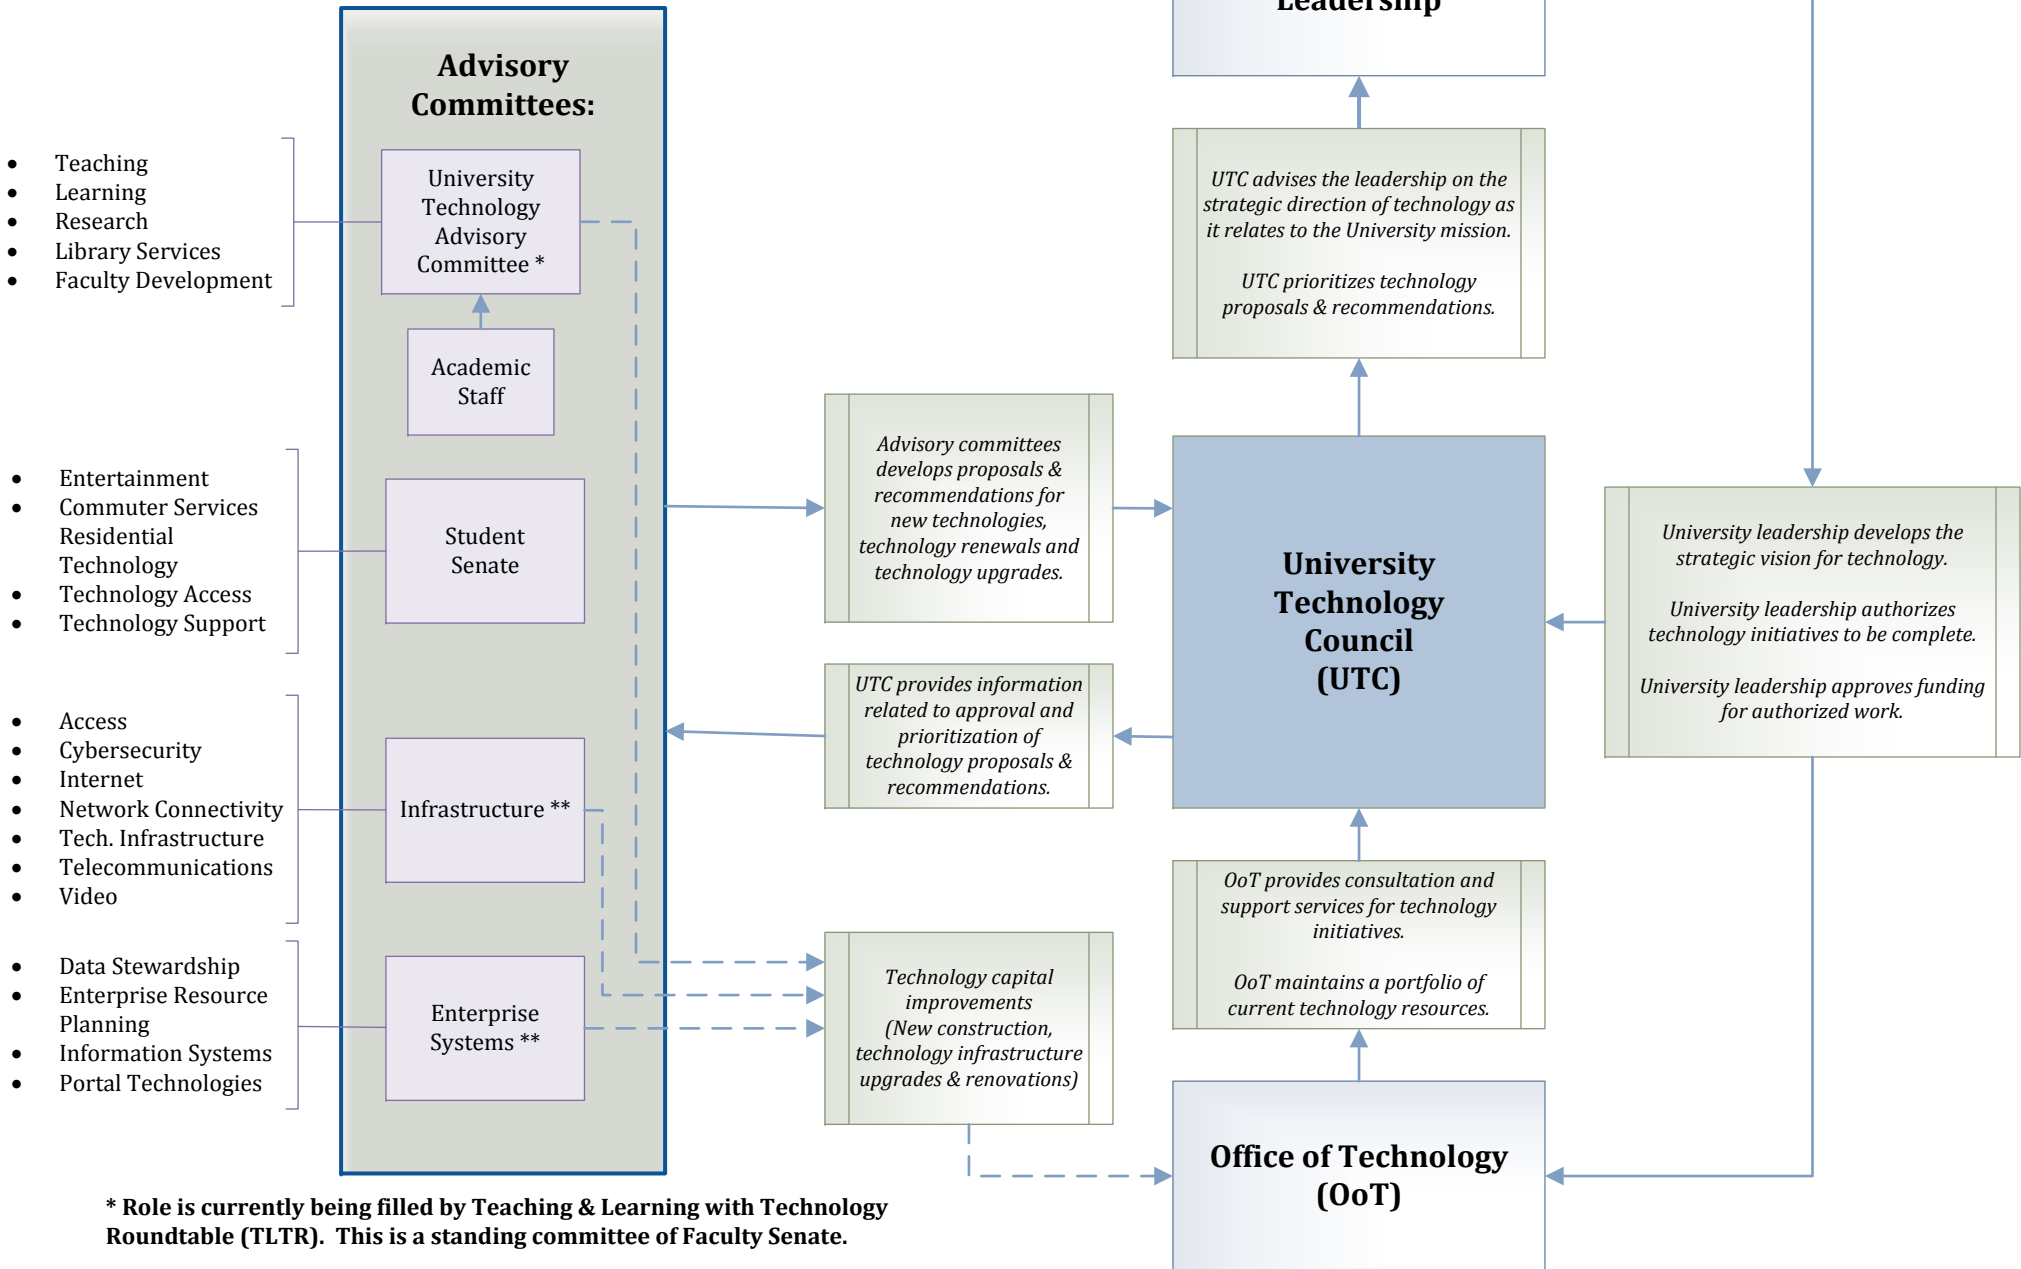 Leadership
Advisory
Committees:
• Teaching
• Learning
• Research
• Library Services
• Faculty Development
University
Technology
Advisory
Committee *
Academic
Staff
• Entertainment
• Commuter Services
Residential
Technology
• Technology Access
• Technology Support
Student
Senate
• Access
• Cybersecurity
• Internet
• Network Connectivity
• Tech. Infrastructure
• Telecommunications
• Video
Infrastructure **
• Data Stewardship
• Enterprise Resource
Planning
• Information Systems
• Portal Technologies
Enterprise
Systems **
Advisory committees
develops proposals &
recommendations for
new technologies,
technology renewals and
technology upgrades.
UTC provides information
related to approval and
prioritization of
technology proposals &
recommendations.
Technology capital
improvements
(New construction,
technology infrastructure
upgrades & renovations)
UTC advises the leadership on the
strategic direction of technology as
it relates to the University mission.
UTC prioritizes technology
proposals & recommendations.
University
Technology
Council
(UTC)
OoT provides consultation and
support services for technology
initiatives.
OoT maintains a portfolio of
current technology resources.
Office of Technology
(OoT)
University leadership develops the
strategic vision for technology.
University leadership authorizes
technology initiatives to be complete.
University leadership approves funding
for authorized work.
* Role is currently being filled by Teaching & Learning with Technology
Roundtable (TLTR). This is a standing committee of Faculty Senate.